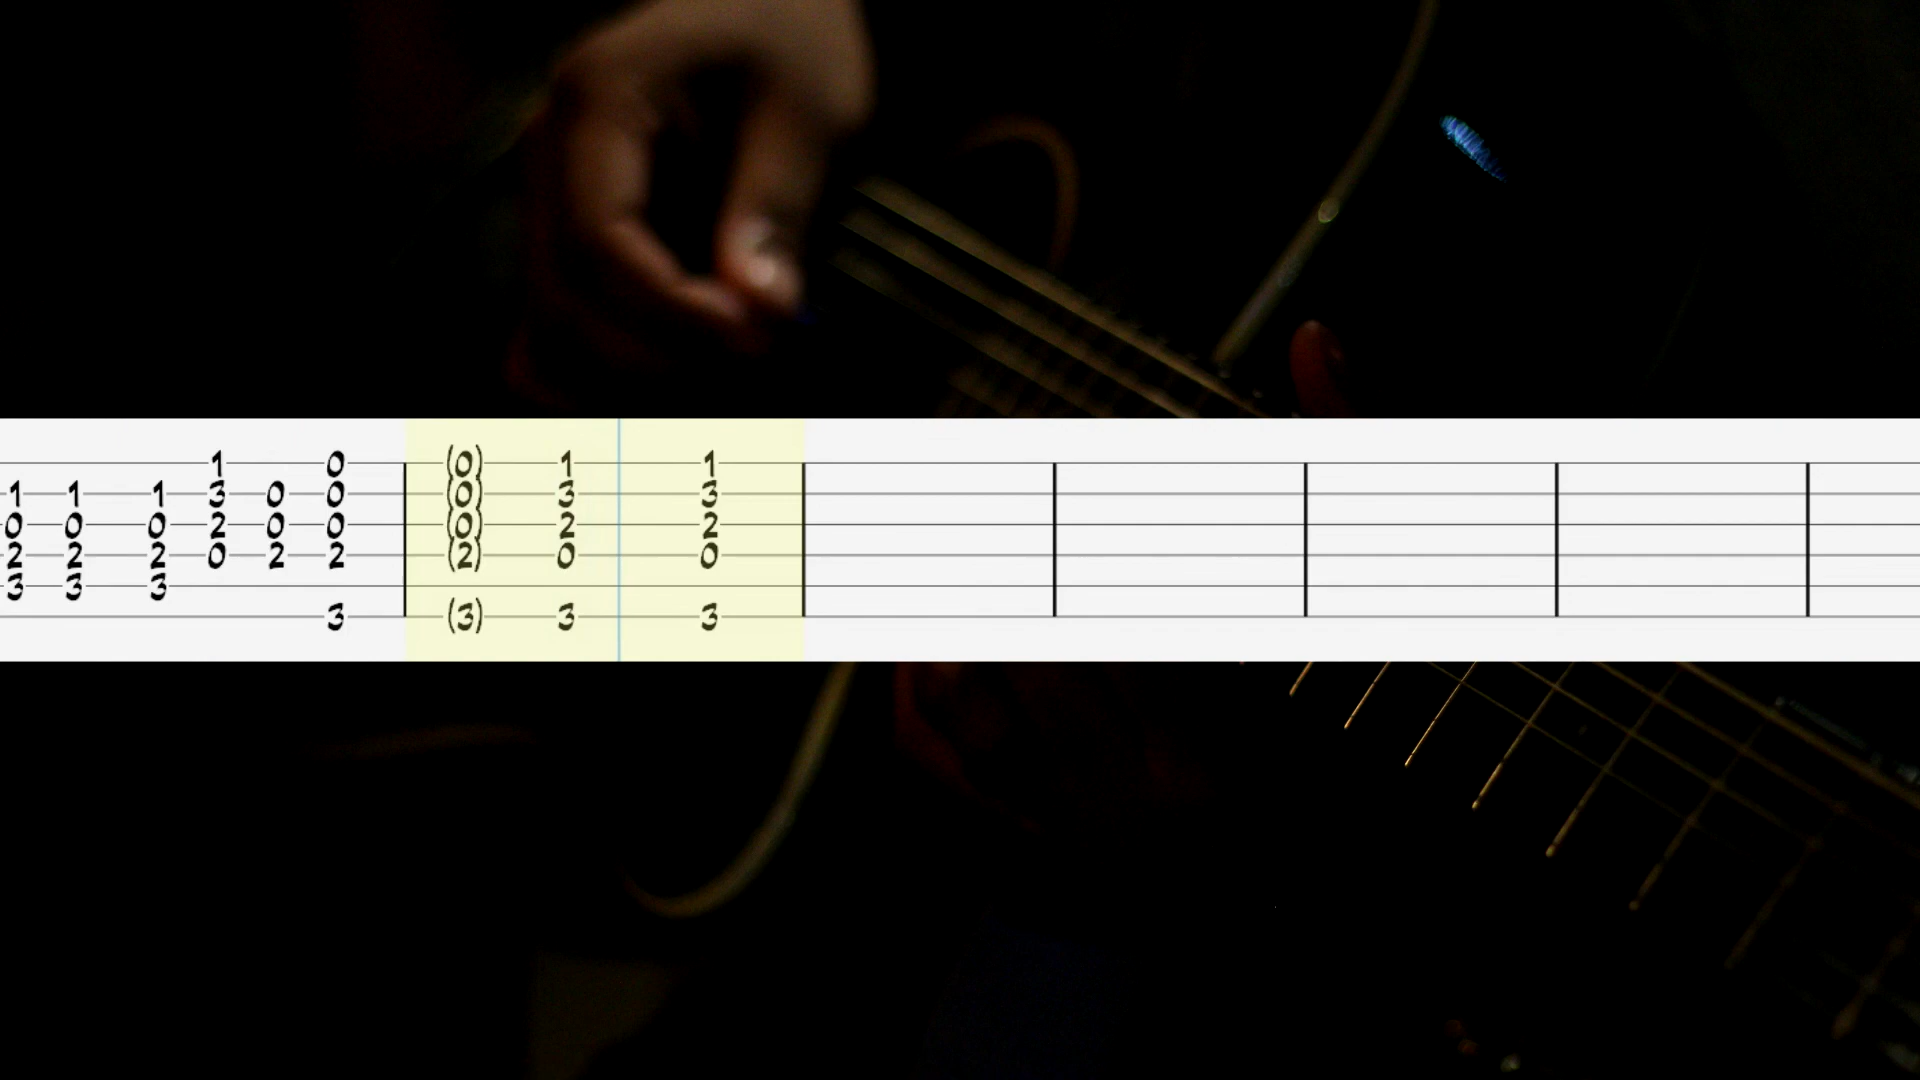 1 0 (0) 1 1
1 1 1 3 0 0 (0) 3 3
0 0 0 2 0 0 (0) 2 2
2 2 2 0 2 2 (2) 0 0
3 3 3
3 (3) 3 3